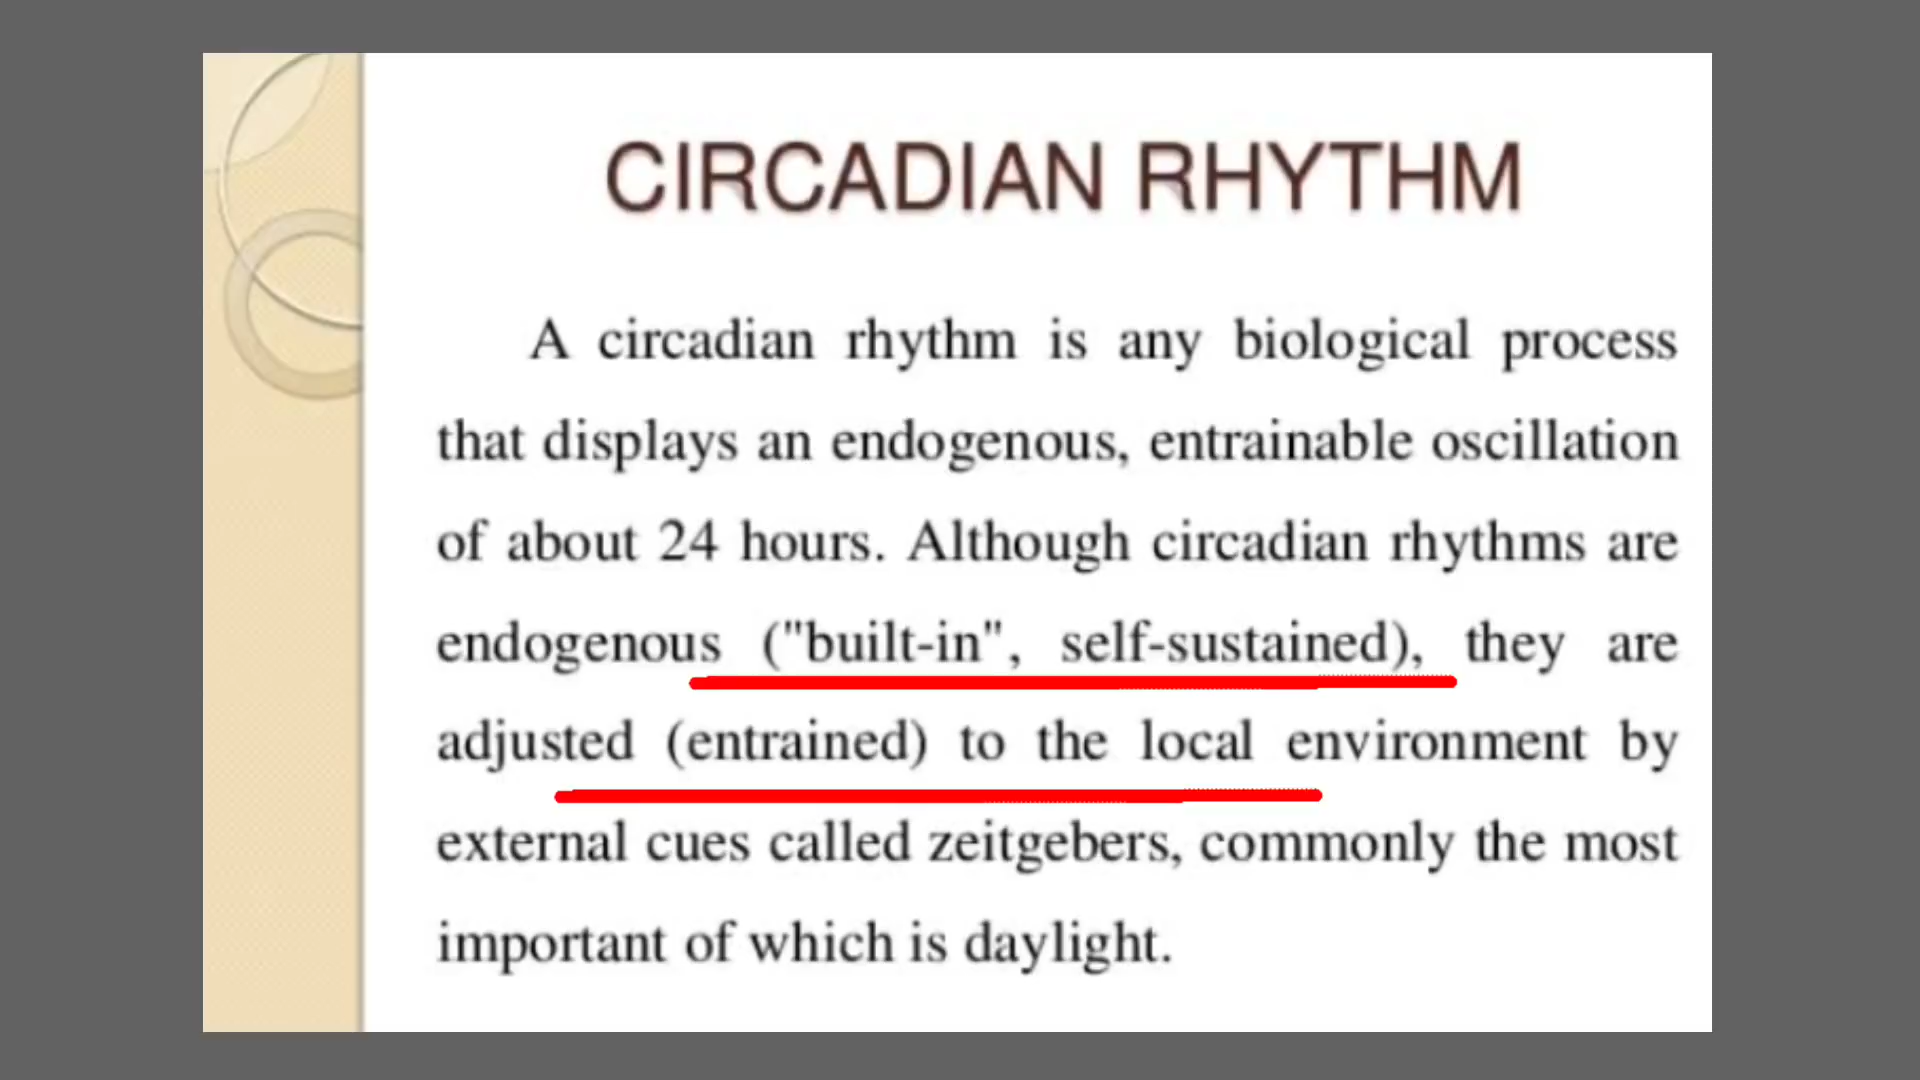 CIRCADIAN RHYTHM
A circadian rhythm is any biological process
that displays an endogenous, entrainable oscillation
of about 24 hours. Although circadian rhythms are
endogenous ("built-in", self-sustained), they are
adjusted (entrained) to the local environment by
external cues called zeitgebers, commonly the most
important of which is daylight.